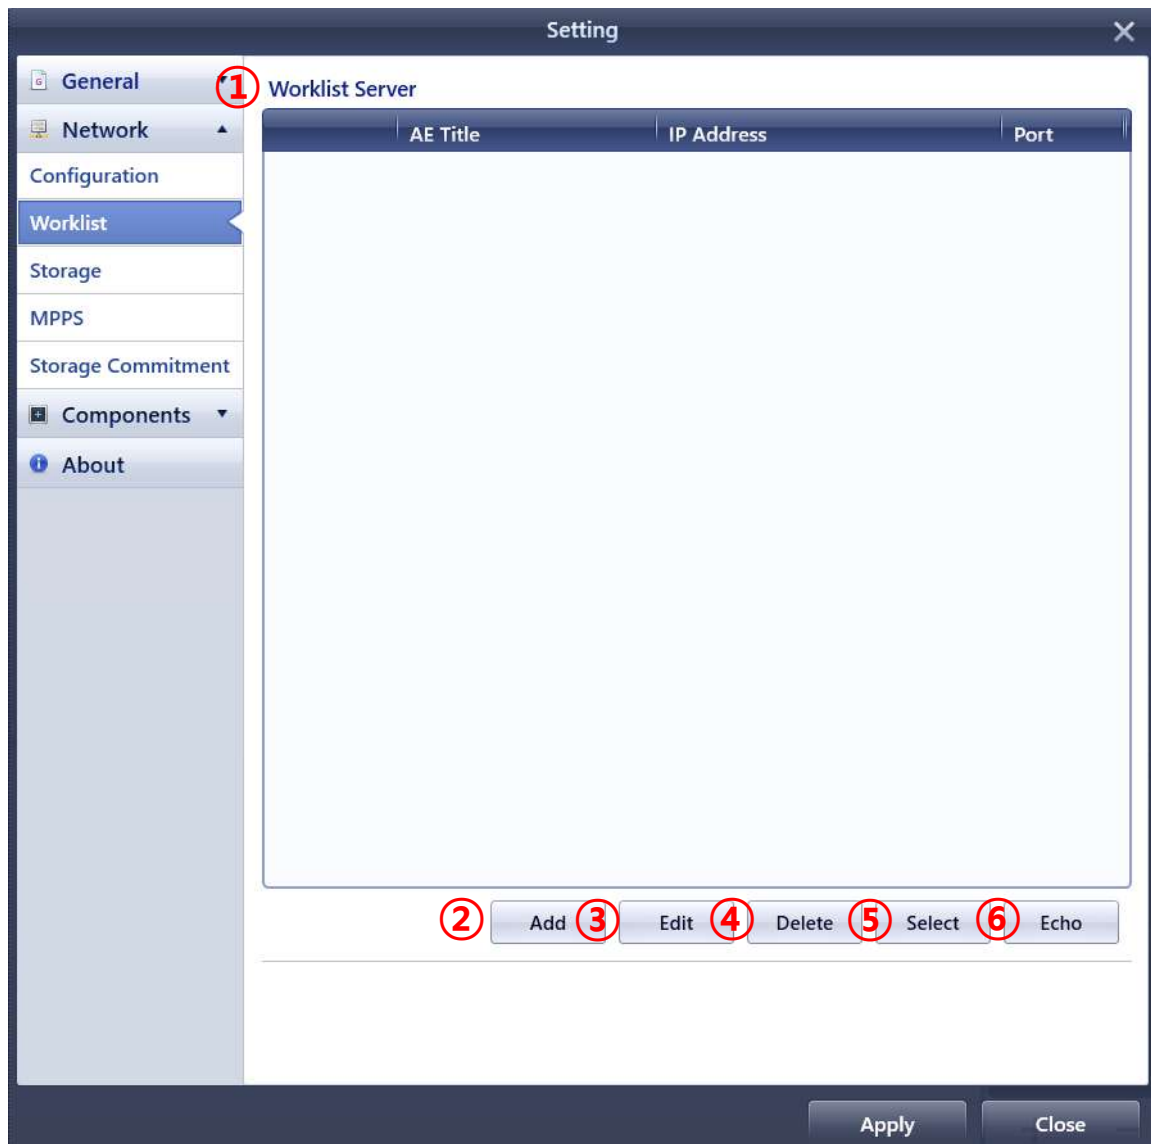 Setting
General
① Worklist Server
Network
AE Title IP Address Port
Configuration
Worklist
Storage
MPPS
Storage Commitment
Components
About
② Add ③ Edit ④ Delete ⑤ Select ⑥ Echo
Apply Close